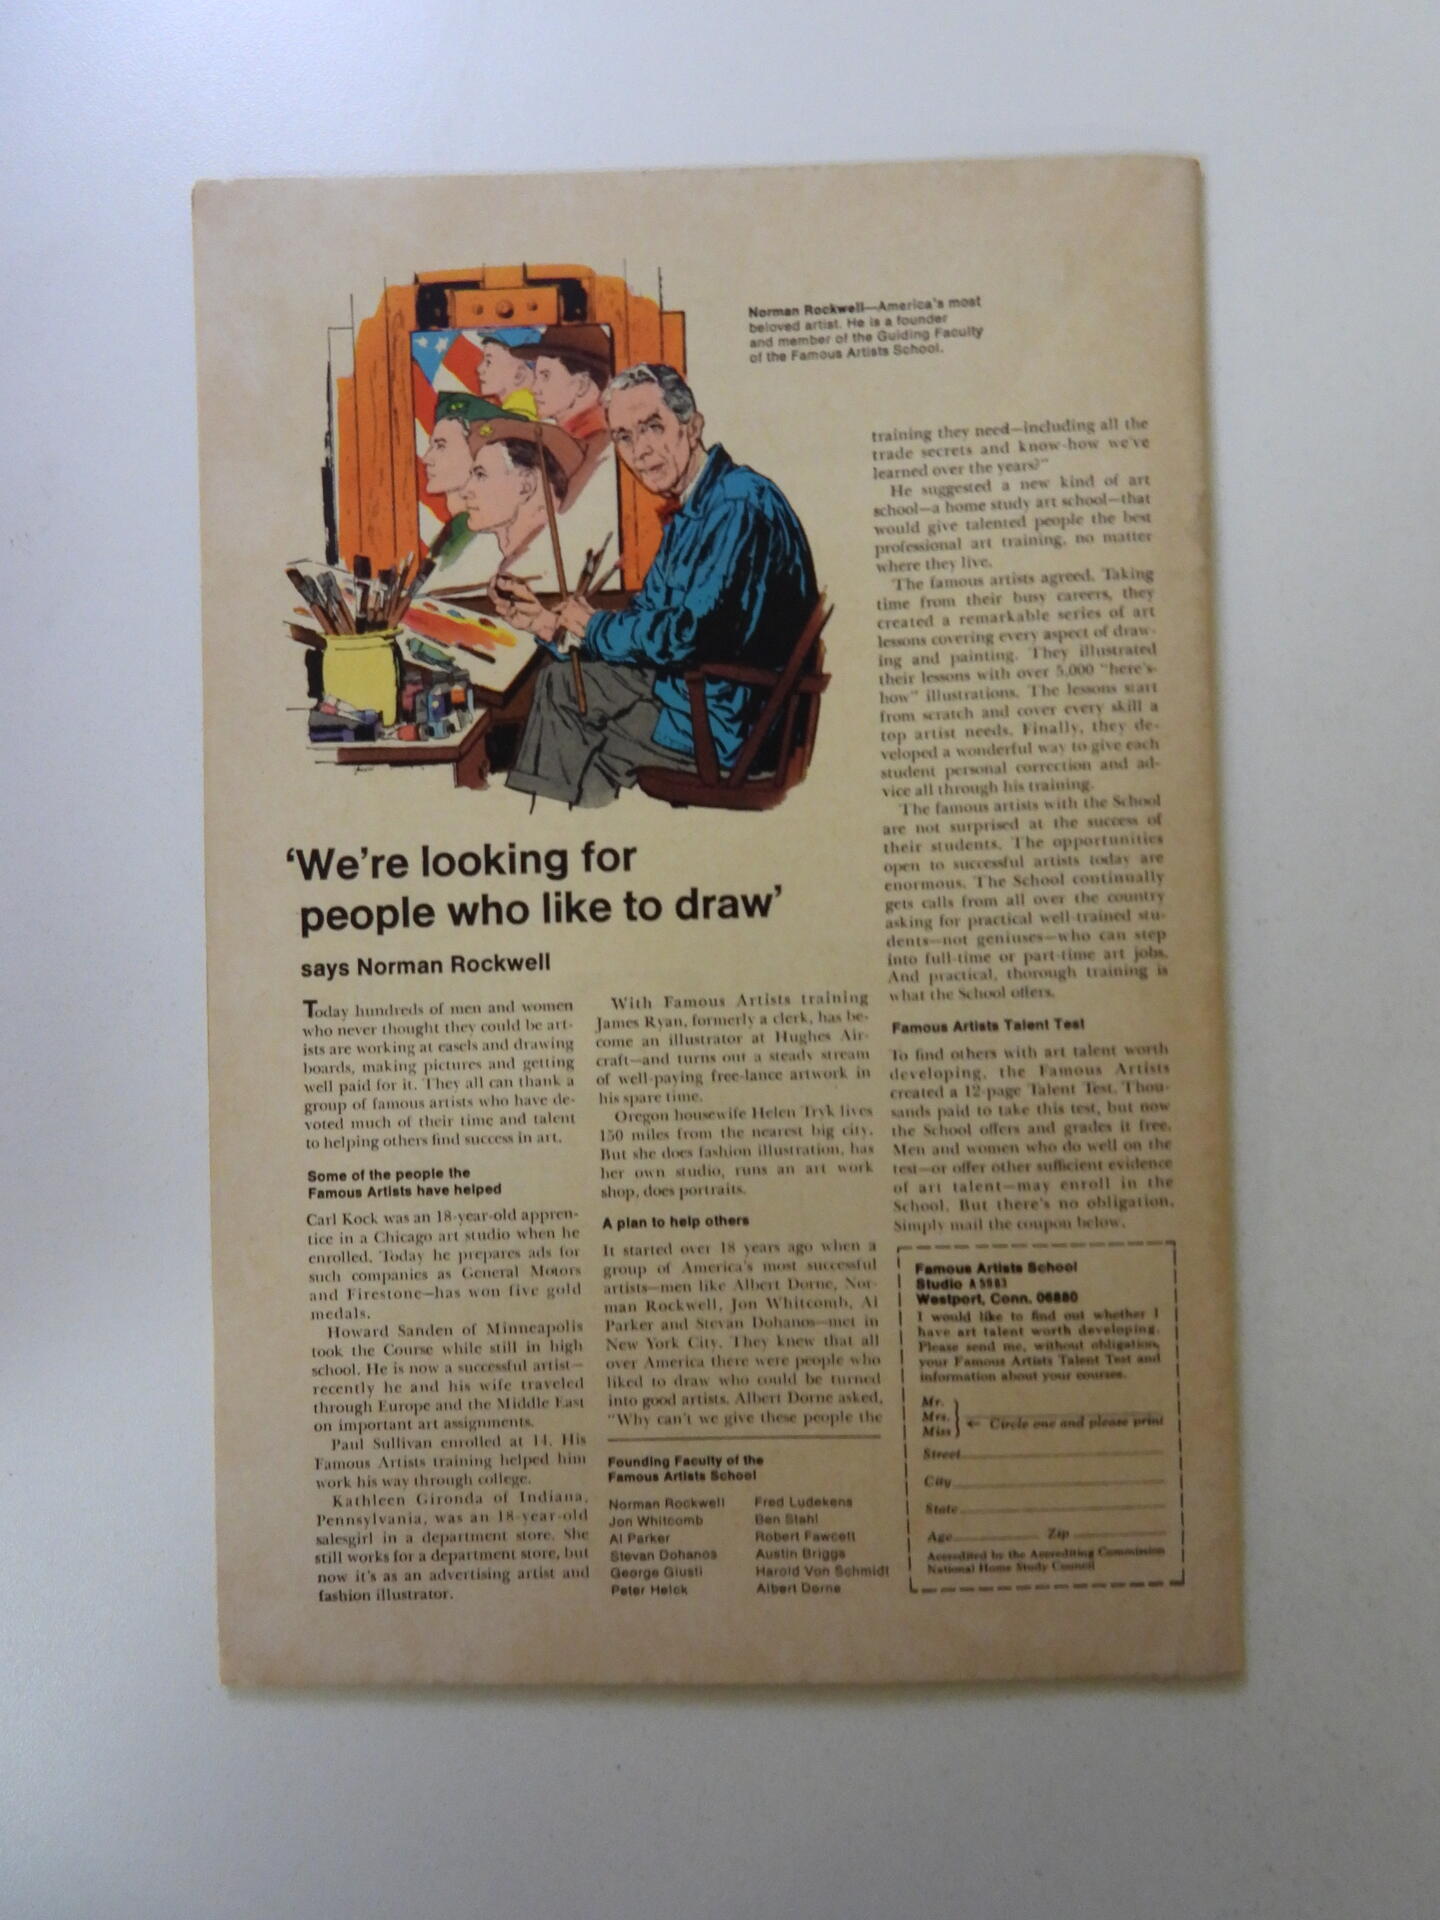 Norman Rockwell—America's most
beloved artist. He is a founder
and member of the Guiding Faculty
of the Famous Artists School.
'We're looking for
people who like to draw'
says Norman Rockwell
Today hundreds of men and women
who never thought they could be art-
ists are working at easels and drawing
boards, making pictures and getting
well paid for it. They all can thank a
group of famous artists who have de-
voted much of their time and talent
to helping others find success in art.
Some of the people the
Famous Artists have helped
Carl Kock was an 18-year-old appren-
tice in a Chicago art studio when he
enrolled. Today he prepares ads for
such companies as General Motors
and Firestone—has won five gold
medals.
Howard Sanden of Minneapolis
took the Course while still in high
school. He is now a successful artist—
recently he and his wife traveled
through Europe and the Middle East
on important art assignments.
Paul Sullivan enrolled at 14. His
Famous Artists training helped him
work his way through college.
Kathleen Gironda of Indiana,
Pennsylvania, was an 18-year-old
salesgirl in a department store. She
still works for a department store, but
now it's as an advertising artist and
fashion illustrator.
With Famous Artists training
James Ryan, formerly a clerk, has be-
come an illustrator at Hughes Air-
craft—and turns out a steady stream
of well-paying free-lance artwork in
his spare time.
Oregon housewife Helen Tryk lives
150 miles from the nearest big city.
But she does fashion illustration, has
her own studio, runs an art work
shop, does portraits.
A plan to help others
It started over 18 years ago when a
group of America's most successful
artists—men like Albert Dorne, Nor-
man Rockwell, Jon Whitcomb, Al
Parker and Stevan Dohanos—met in
New York City. They knew that all
over America there were people who
liked to draw who could be turned
into good artists. Albert Dorne asked,
"Why can't we give these people the
training they need—including all the
trade secrets and know-how we've
learned over the years?"
He suggested a new kind of art
school—a home study art school—that
would give talented people the best
professional art training, no matter
where they live.
The famous artists agreed. Taking
time from their busy careers, they
created a remarkable series of art
lessons covering every aspect of draw-
ing and painting. They illustrated
their lessons with over 5,000 "here's-
how" illustrations. The lessons start
from scratch and cover every skill a
top artist needs. Finally, they de-
veloped a wonderful way to give each
student personal correction and ad-
vice all through his training.
The famous artists with the School
are not surprised at the success of
their students. The opportunities
open to successful artists today are
enormous. The School continually
gets calls from all over the country
asking for practical well-trained stu-
dents—not geniuses—who can step
into full-time or part-time art jobs.
And practical, thorough training is
what the School offers.
Famous Artists Talent Test
To find others with art talent worth
developing, the Famous Artists
created a 12-page Talent Test. Thou-
sands paid to take this test, but now
the School offers and grades it free.
Men and women who do well on the
test—or offer other sufficient evidence
of art talent—may enroll in the
School. But there's no obligation.
Simply mail the coupon below.
Founding Faculty of the
Famous Artists School
Norman Rockwell
Jon Whitcomb
Al Parker
Stevan Dohanos
George Giusti
Peter Helck
Fred Ludekens
Ben Stahl
Robert Fawcett
Austin Briggs
Harold Von Schmidt
Albert Dorne
Famous Artists School
Studio
Westport, Conn. 06880
I would like to find out whether I
have art talent worth developing.
Please send me, without obligation,
your Famous Artists Talent Test and
information about your courses.
Mr.
Mrs.
Miss
← Circle one and please print
Street
City
State
Age Zip
Accredited by the Accrediting Commission
National Home Study Council